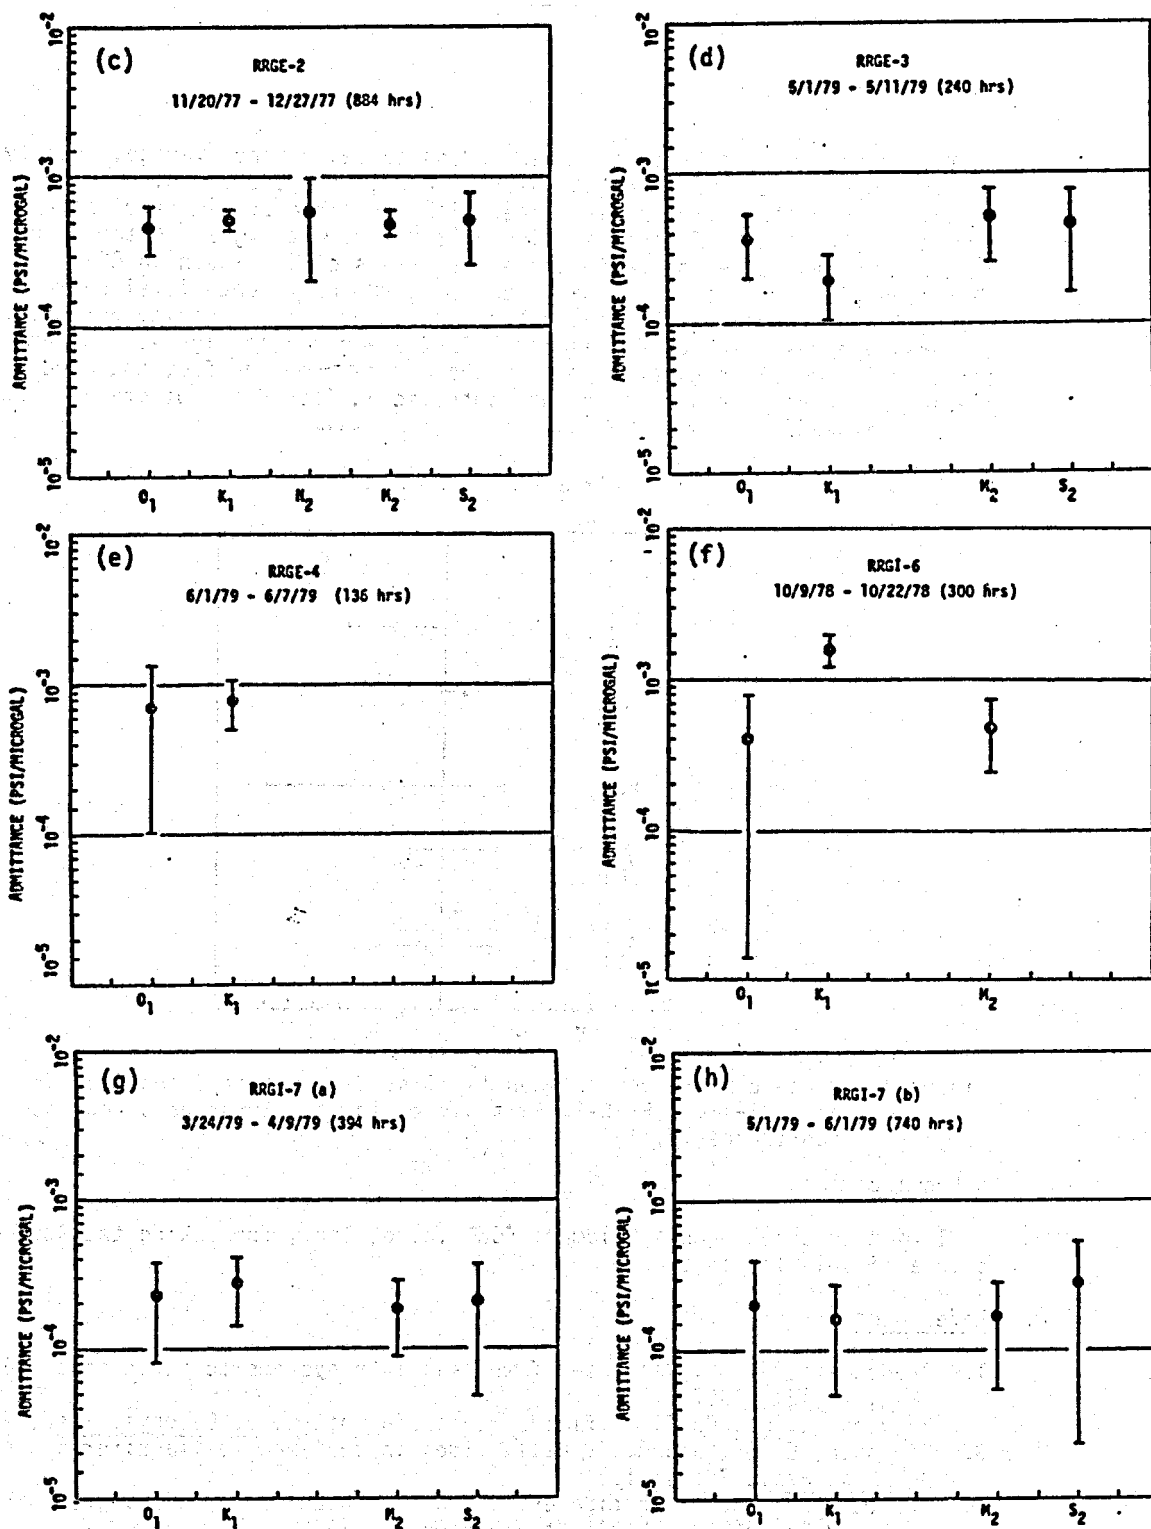 (c)
RRGE-2
11/20/77 - 12/27/77 (884 hrs)
ADMITTANCE (PSI/MICROGAL)
10⁻²
10⁻³
10⁻⁴
10⁻⁵
O₁ K₁ N₂ M₂ S₂
(d)
RRGE-3
5/1/79 - 5/11/79 (240 hrs)
ADMITTANCE (PSI/MICROGAL)
10⁻²
10⁻³
10⁻⁴
10⁻⁵
O₁ K₁ M₂ S₂
(e)
RRGE-4
6/1/79 - 6/7/79 (136 hrs)
ADMITTANCE (PSI/MICROGAL)
10⁻²
10⁻³
10⁻⁴
10⁻⁵
O₁ K₁
(f)
RRGI-6
10/9/78 - 10/22/78 (300 hrs)
ADMITTANCE (PSI/MICROGAL)
10⁻²
10⁻³
10⁻⁴
10⁻⁵
O₁ K₁ M₂
(g)
RRGI-7 (a)
3/24/79 - 4/9/79 (394 hrs)
ADMITTANCE (PSI/MICROGAL)
10⁻²
10⁻³
10⁻⁴
10⁻⁵
O₁ K₁ M₂ S₂
(h)
RRGI-7 (b)
5/1/79 - 6/1/79 (740 hrs)
ADMITTANCE (PSI/MICROGAL)
10⁻²
10⁻³
10⁻⁴
10⁻⁵
O₁ K₁ M₂ S₂